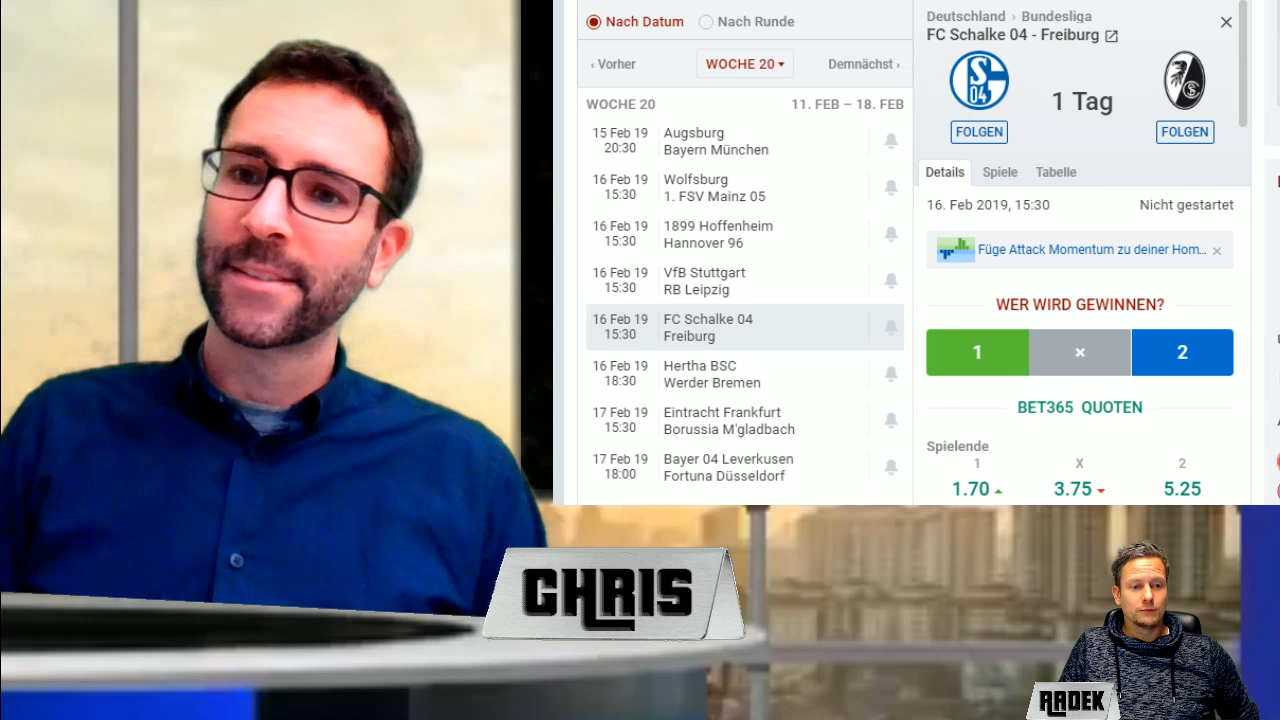 Nach Datum
Nach Runde
‹ Vorher
WOCHE 20
Demnächst ›
WOCHE 20
11. FEB – 18. FEB
15 Feb 19
20:30
Augsburg
Bayern München
16 Feb 19
15:30
Wolfsburg
1. FSV Mainz 05
16 Feb 19
15:30
1899 Hoffenheim
Hannover 96
16 Feb 19
15:30
VfB Stuttgart
RB Leipzig
16 Feb 19
15:30
FC Schalke 04
Freiburg
16 Feb 19
18:30
Hertha BSC
Werder Bremen
17 Feb 19
15:30
Eintracht Frankfurt
Borussia M'gladbach
17 Feb 19
18:00
Bayer 04 Leverkusen
Fortuna Düsseldorf
Deutschland › Bundesliga
FC Schalke 04 - Freiburg
S
04
1 Tag
SC
FOLGEN
FOLGEN
Details
Spiele
Tabelle
16. Feb 2019, 15:30
Nicht gestartet
Füge Attack Momentum zu deiner Hom...
WER WIRD GEWINNEN?
1
×
2
BET365 QUOTEN
Spielende
1
X
2
1.70
3.75
5.25
CHRIS
RADEK